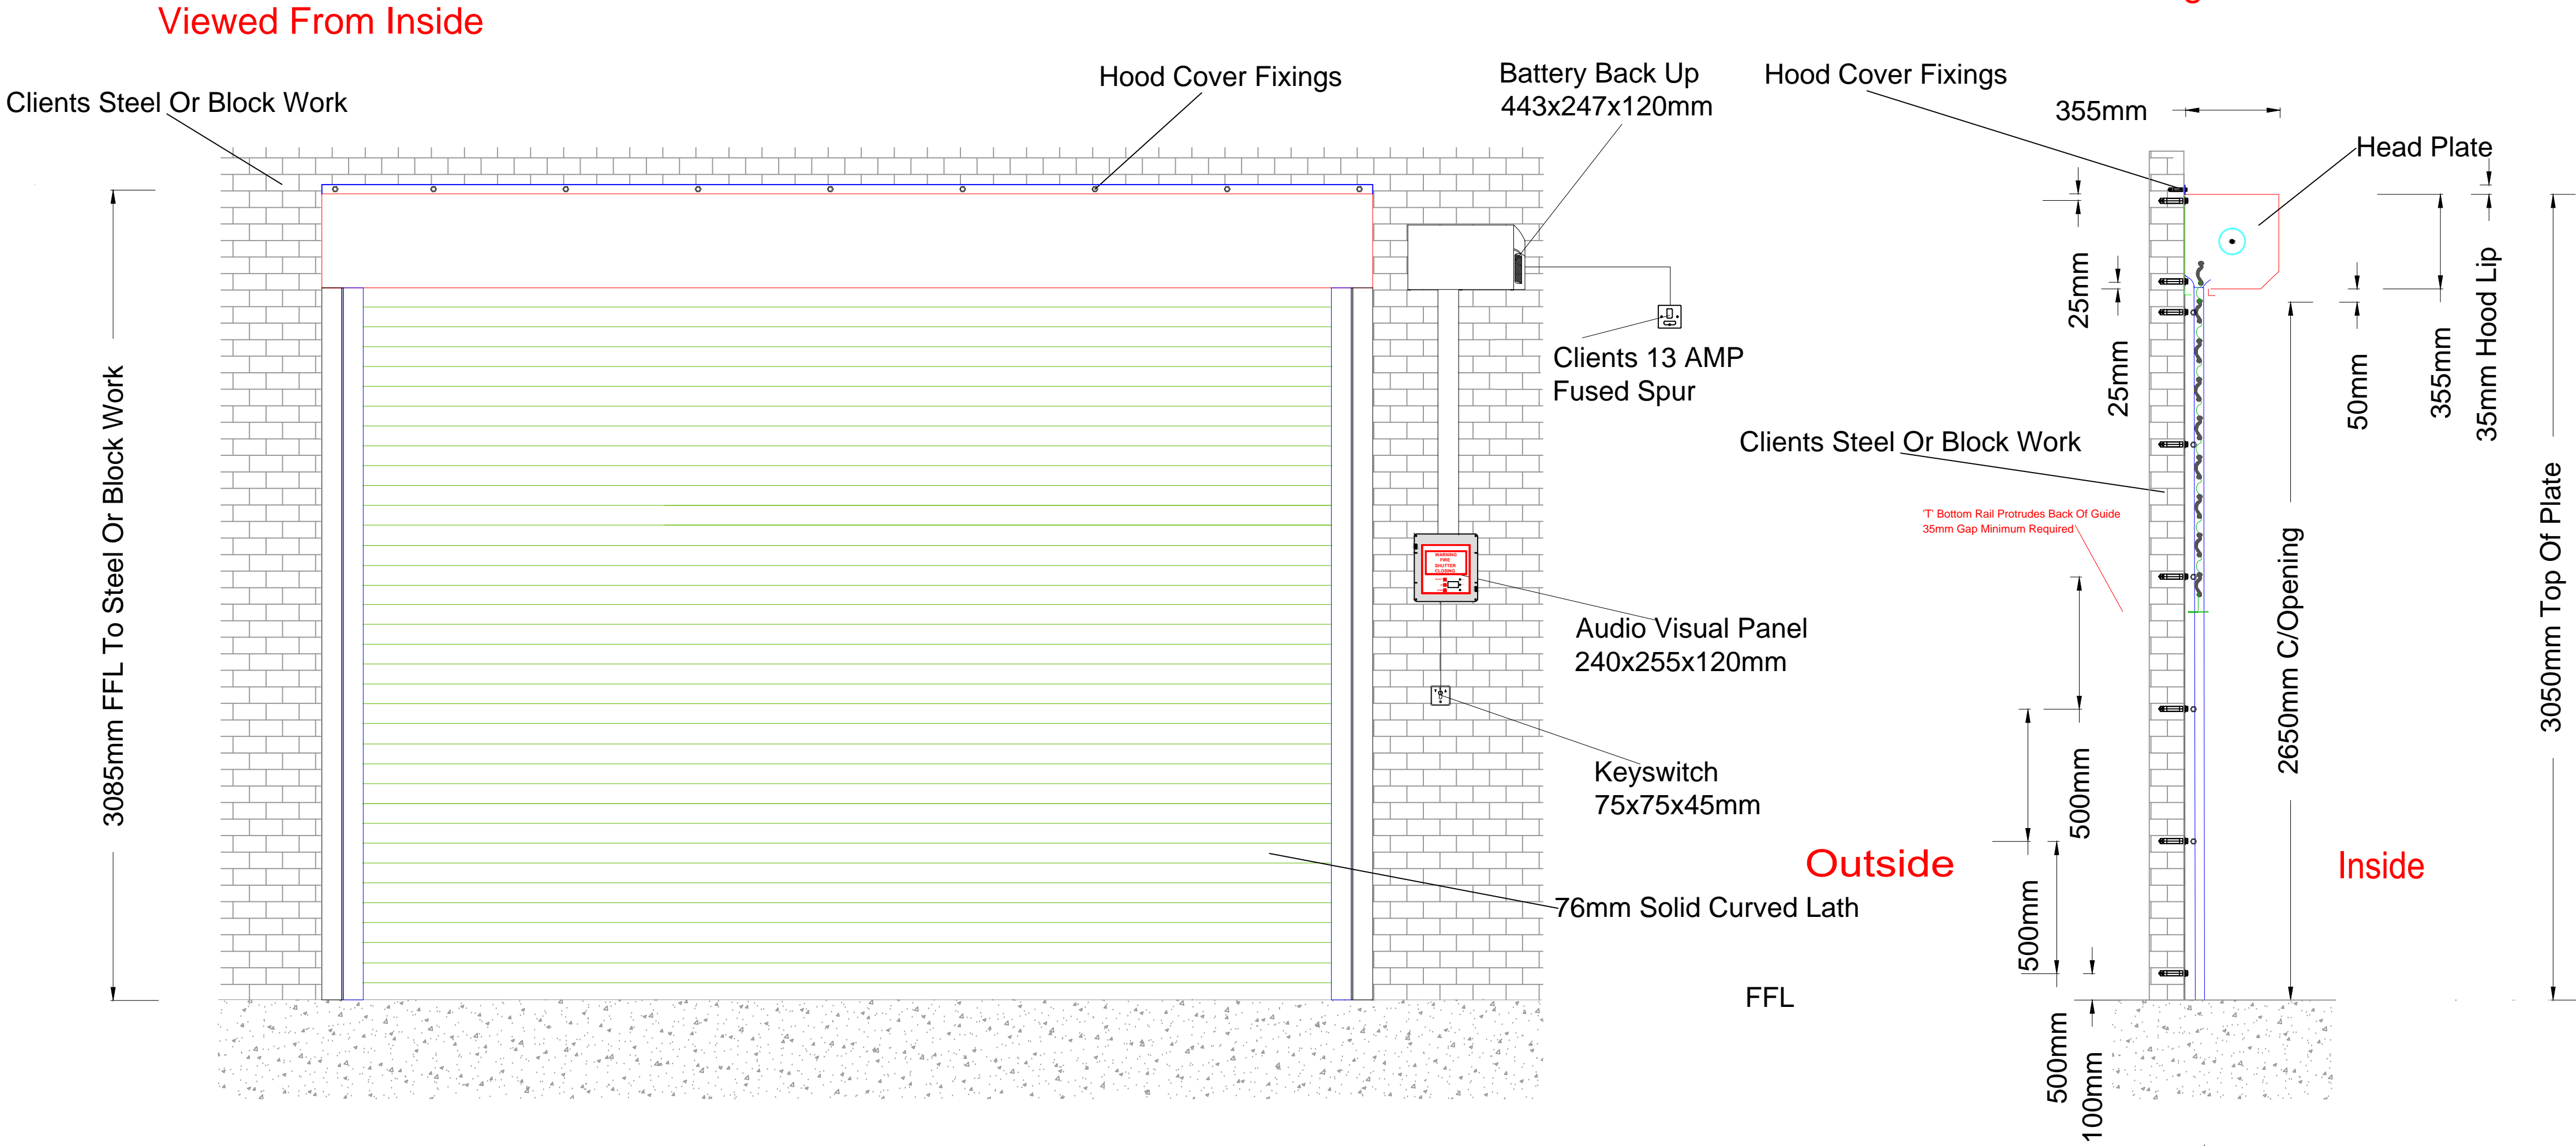 Viewed From Inside
Clients Steel Or Block Work
Hood Cover Fixings
Battery Back Up
443x247x120mm
Hood Cover Fixings
355mm
Head Plate
3085mm FFL To Steel Or Block Work
Clients 13 AMP
Fused Spur
WARNING
FIRE
SHUTTER
CLOSING
Audio Visual Panel
240x255x120mm
Keyswitch
75x75x45mm
76mm Solid Curved Lath
25mm
25mm
Clients Steel Or Block Work
'T' Bottom Rail Protrudes Back Of Guide
35mm Gap Minimum Required
50mm
355mm
35mm Hood Lip
2650mm C/Opening
3050mm Top Of Plate
Outside
Inside
500mm
500mm
500mm
100mm
FFL